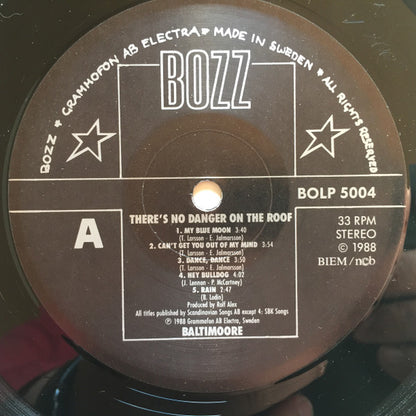 BOZZ ★ GRAMMOFON AB ELECTRA ★ MADE IN SWEDEN ★ ALL RIGHTS RESERVED
BOZZ
BOLP 5004
A
THERE'S NO DANGER ON THE ROOF
33 RPM
STEREO
© 1988
BIEM/ncb
1. MY BLUE MOON 3:40
(T. Larsson - E. Jalmarsson)
2. CAN'T GET YOU OUT OF MY MIND 3:54
(T. Larsson - E. Jalmarsson)
3. DANCE, DANCE 3:50
(T. Larsson - E. Jalmarsson)
4. HEY BULLDOG 4:02
(J. Lennon - P. McCartney)
5. RAIN 2:47
(B. Lodin)
Produced by Rolf Alex
All titles published by Scandinavian Songs AB except 4: SBK Songs
℗ 1988 Grammofon AB Electra, Sweden
BALTIMOORE